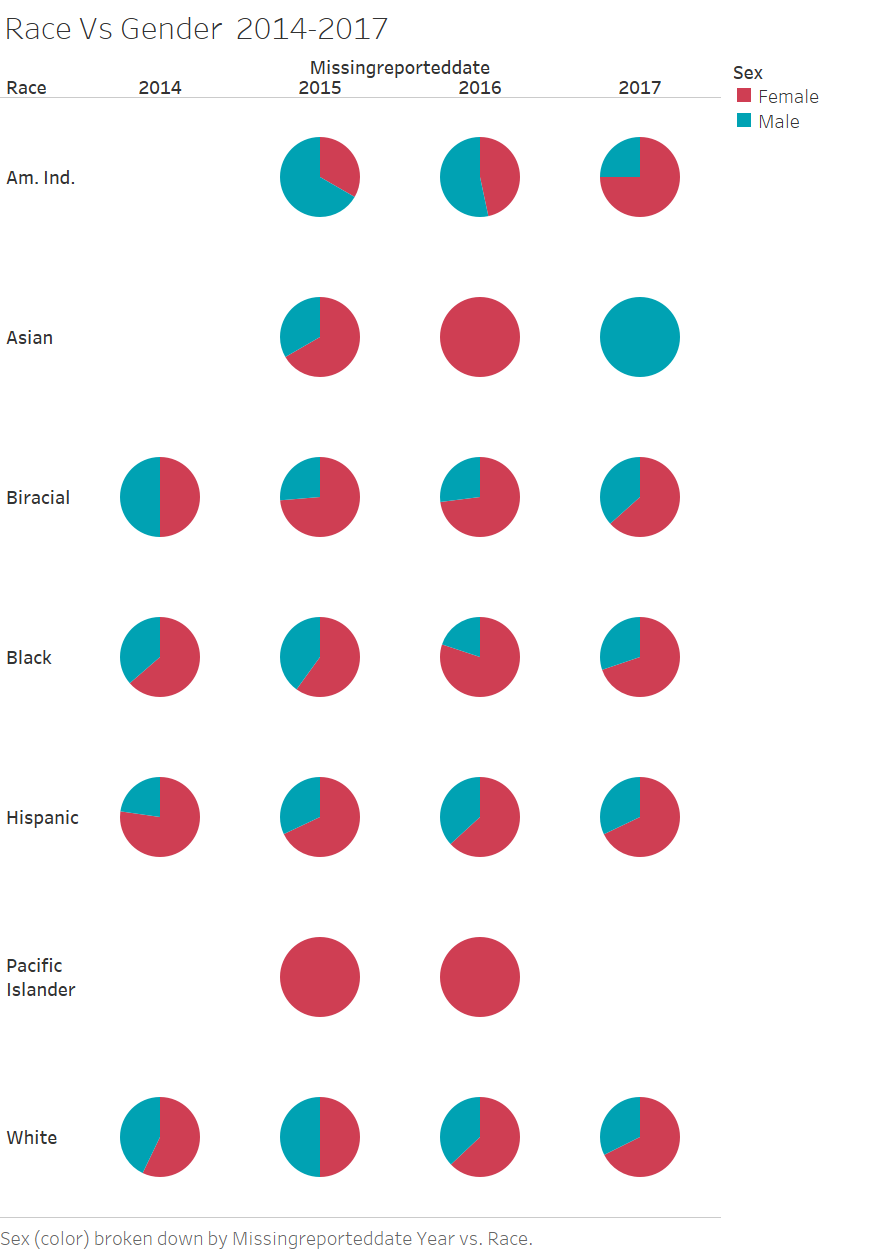 Race Vs Gender  2014-2017
Missingreporteddate
Race 2014 2015 2016 2017
Sex
Female
Male
Am. Ind.
Asian
Biracial
Black
Hispanic
Pacific
Islander
White
Sex (color) broken down by Missingreporteddate Year vs. Race.